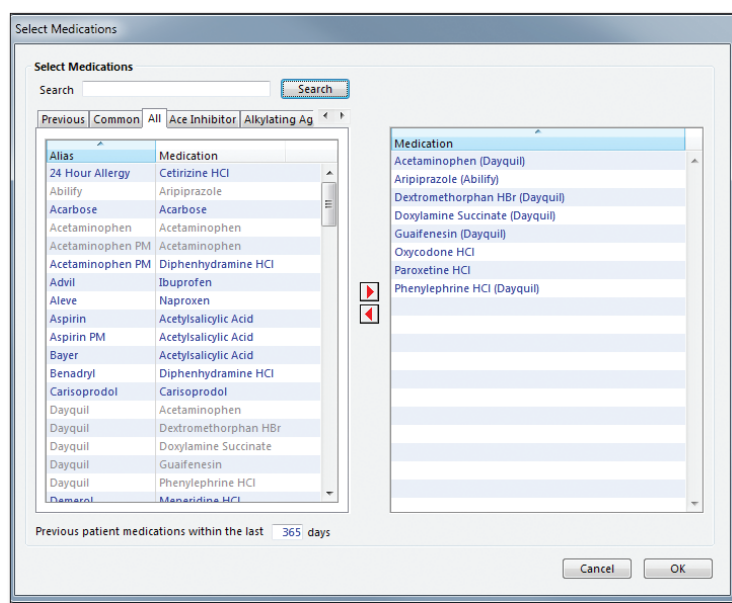 Select Medications
Select Medications
Search Search
Previous Common All Ace Inhibitor Alkylating Ag
Alias Medication
24 Hour Allergy Cetirizine HCl
Abilify Aripiprazole
Acarbose Acarbose
Acetaminophen Acetaminophen
Acetaminophen PM Acetaminophen
Acetaminophen PM Diphenhydramine HCl
Advil Ibuprofen
Aleve Naproxen
Aspirin Acetylsalicylic Acid
Aspirin PM Acetylsalicylic Acid
Bayer Acetylsalicylic Acid
Benadryl Diphenhydramine HCl
Carisoprodol Carisoprodol
Dayquil Acetaminophen
Dayquil Dextromethorphan HBr
Dayquil Doxylamine Succinate
Dayquil Guaifenesin
Dayquil Phenylephrine HCl
Demerol Meperidine HCl
Medication
Acetaminophen (Dayquil)
Aripiprazole (Abilify)
Dextromethorphan HBr (Dayquil)
Doxylamine Succinate (Dayquil)
Guaifenesin (Dayquil)
Oxycodone HCl
Paroxetine HCl
Phenylephrine HCl (Dayquil)
Previous patient medications within the last 365 days
Cancel OK